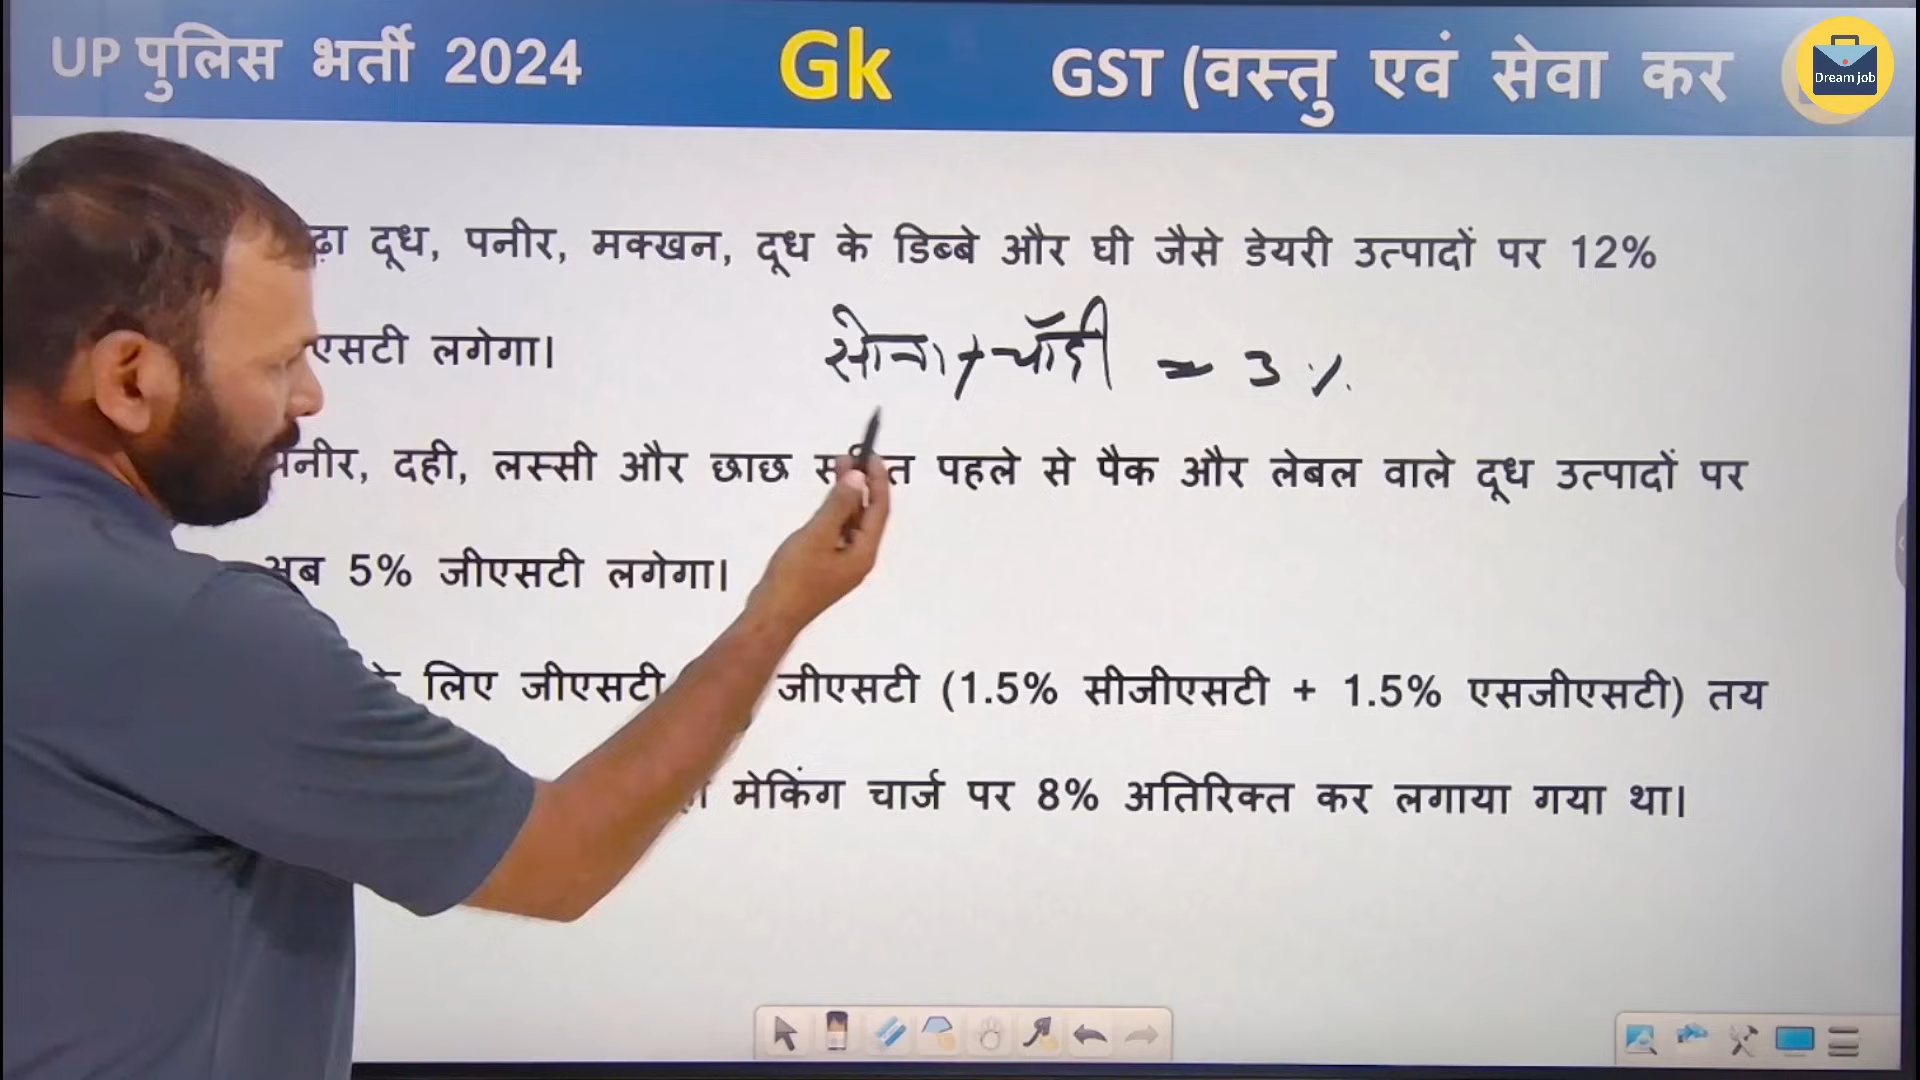 UP पुलिस भर्ती 2024 Gk GST (वस्तु एवं सेवा कर
Dream job
दूध, पनीर, मक्खन, दूध के डिब्बे और घी जैसे डेयरी उत्पादों पर 12%
लगेगा।
सोना + चाँदी = 3 %
दही, लस्सी और छाछ पहले से पैक और लेबल वाले दूध उत्पादों पर
अब 5% जीएसटी लगेगा।
लिए जीएसटी जीएसटी (1.5% सीजीएसटी + 1.5% एसजीएसटी) तय
मेकिंग चार्ज पर 8% अतिरिक्त कर लगाया गया था।